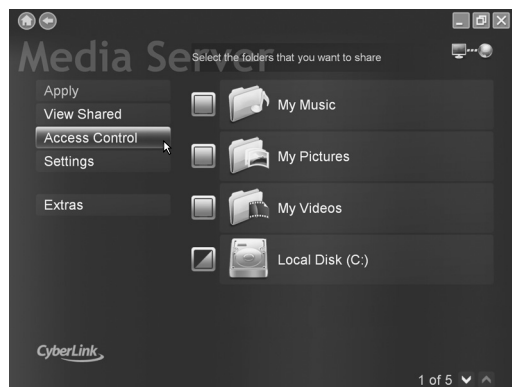 Media Server
Select the folders that you want to share
Apply
View Shared
Access Control
Settings
Extras
My Music
My Pictures
My Videos
Local Disk (C:)
CyberLink
1 of 5